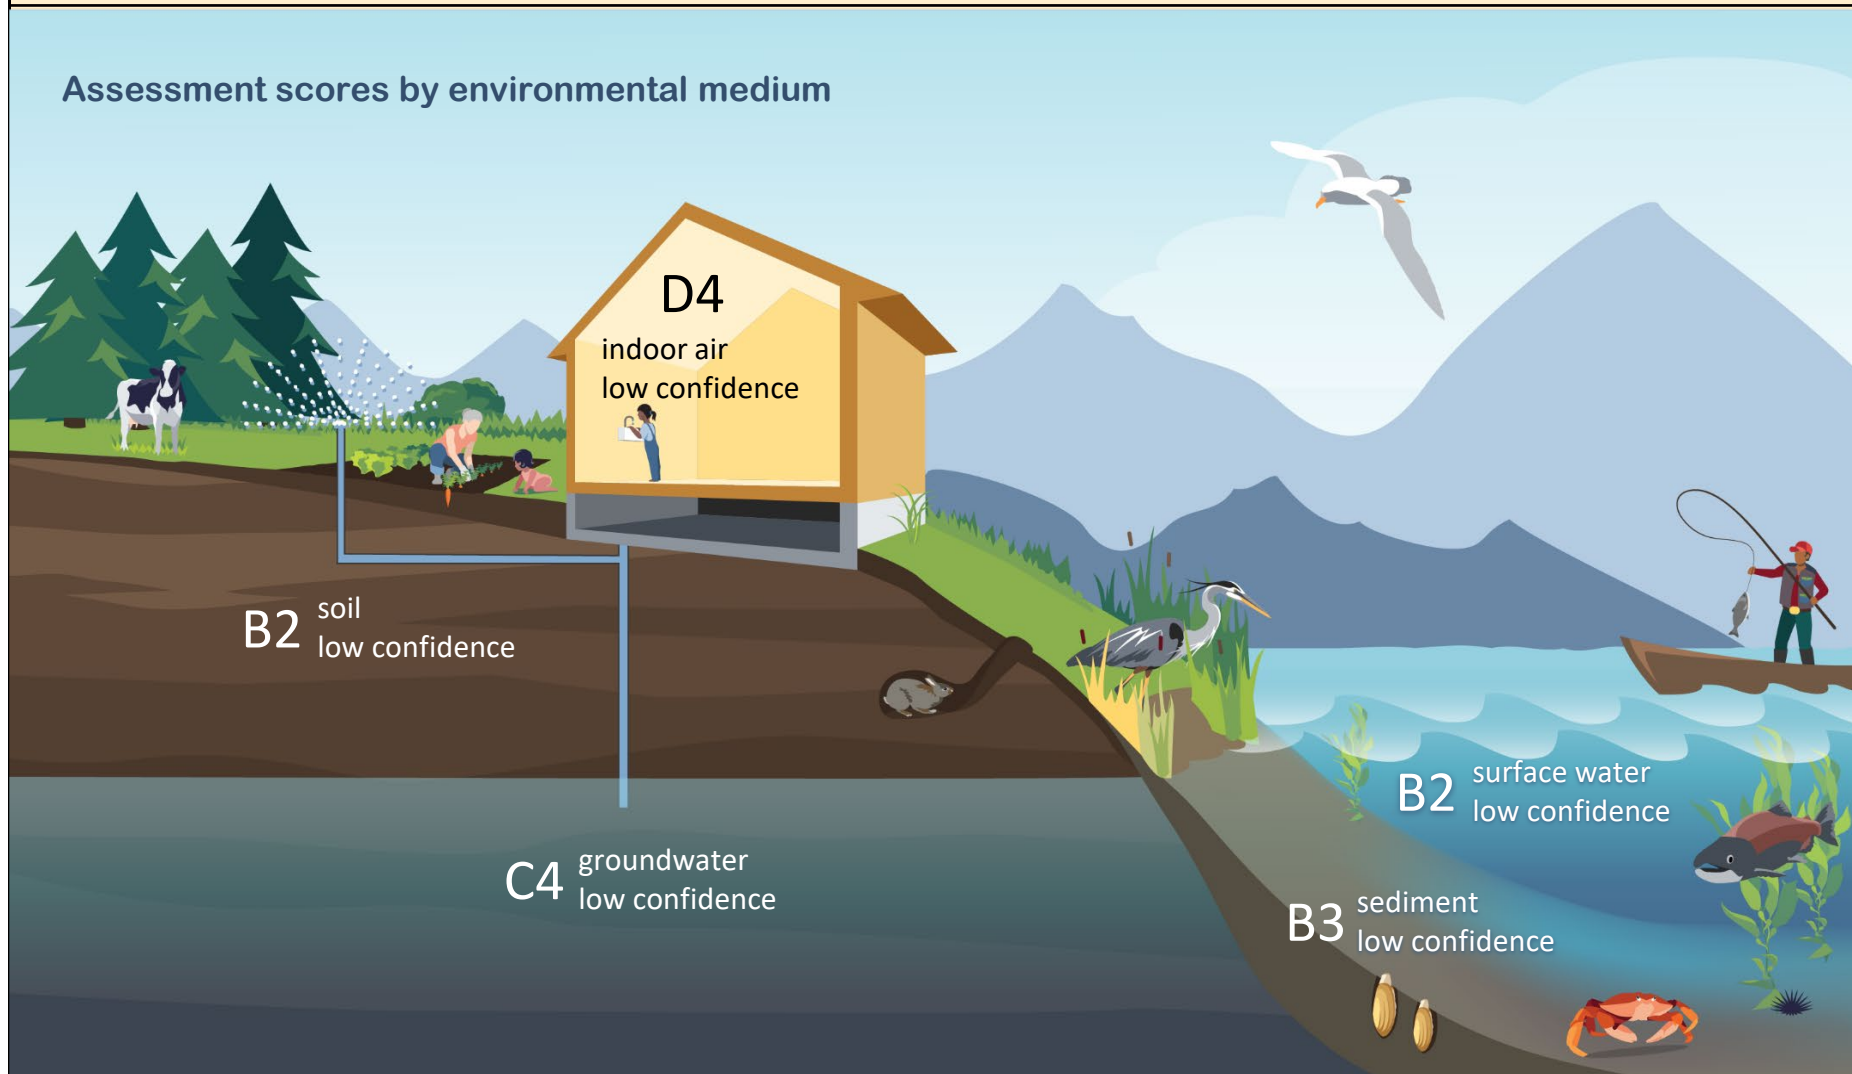 Assessment scores by environmental medium
D4
indoor air
low confidence
B2
soil
low confidence
C4
groundwater
low confidence
B2
surface water
low confidence
B3
sediment
low confidence